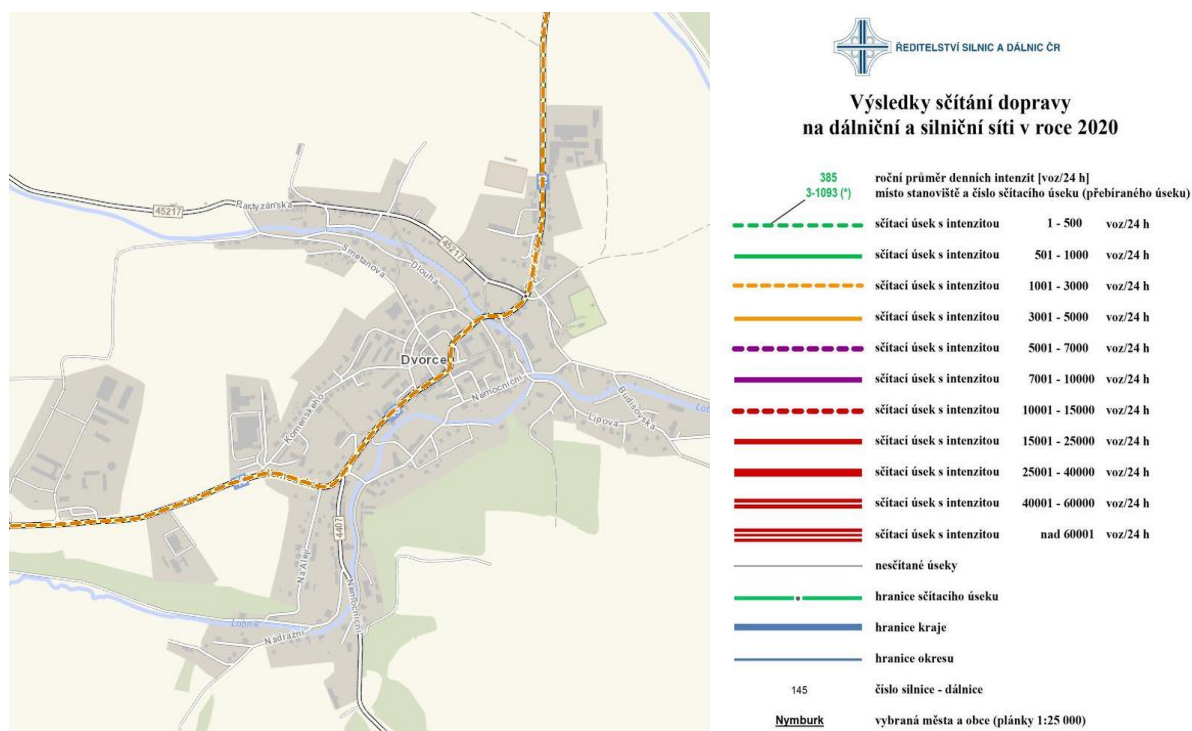 45217
Partyzánská
45217
Smetanova
Dlouhá
Dvorce
Nemocniční
Budišovská
Lipová
Komenského
4407
Na Aleji
Nemocniční
Lobník
Nádražní
ŘEDITELSTVÍ SILNIC A DÁLNIC ČR
Výsledky sčítání dopravy
na dálniční a silniční síti v roce 2020
385 roční průměr denních intenzit [voz/24 h]
3-1093 (*) místo stanoviště a číslo sčítacího úseku (přebíraného úseku)
sčítací úsek s intenzitou 1 - 500 voz/24 h
sčítací úsek s intenzitou 501 - 1000 voz/24 h
sčítací úsek s intenzitou 1001 - 3000 voz/24 h
sčítací úsek s intenzitou 3001 - 5000 voz/24 h
sčítací úsek s intenzitou 5001 - 7000 voz/24 h
sčítací úsek s intenzitou 7001 - 10000 voz/24 h
sčítací úsek s intenzitou 10001 - 15000 voz/24 h
sčítací úsek s intenzitou 15001 - 25000 voz/24 h
sčítací úsek s intenzitou 25001 - 40000 voz/24 h
sčítací úsek s intenzitou 40001 - 60000 voz/24 h
sčítací úsek s intenzitou nad 60001 voz/24 h
nesčítané úseky
hranice sčítacího úseku
hranice kraje
hranice okresu
145 číslo silnice - dálnice
Nymburk vybraná města a obce (plánky 1:25 000)